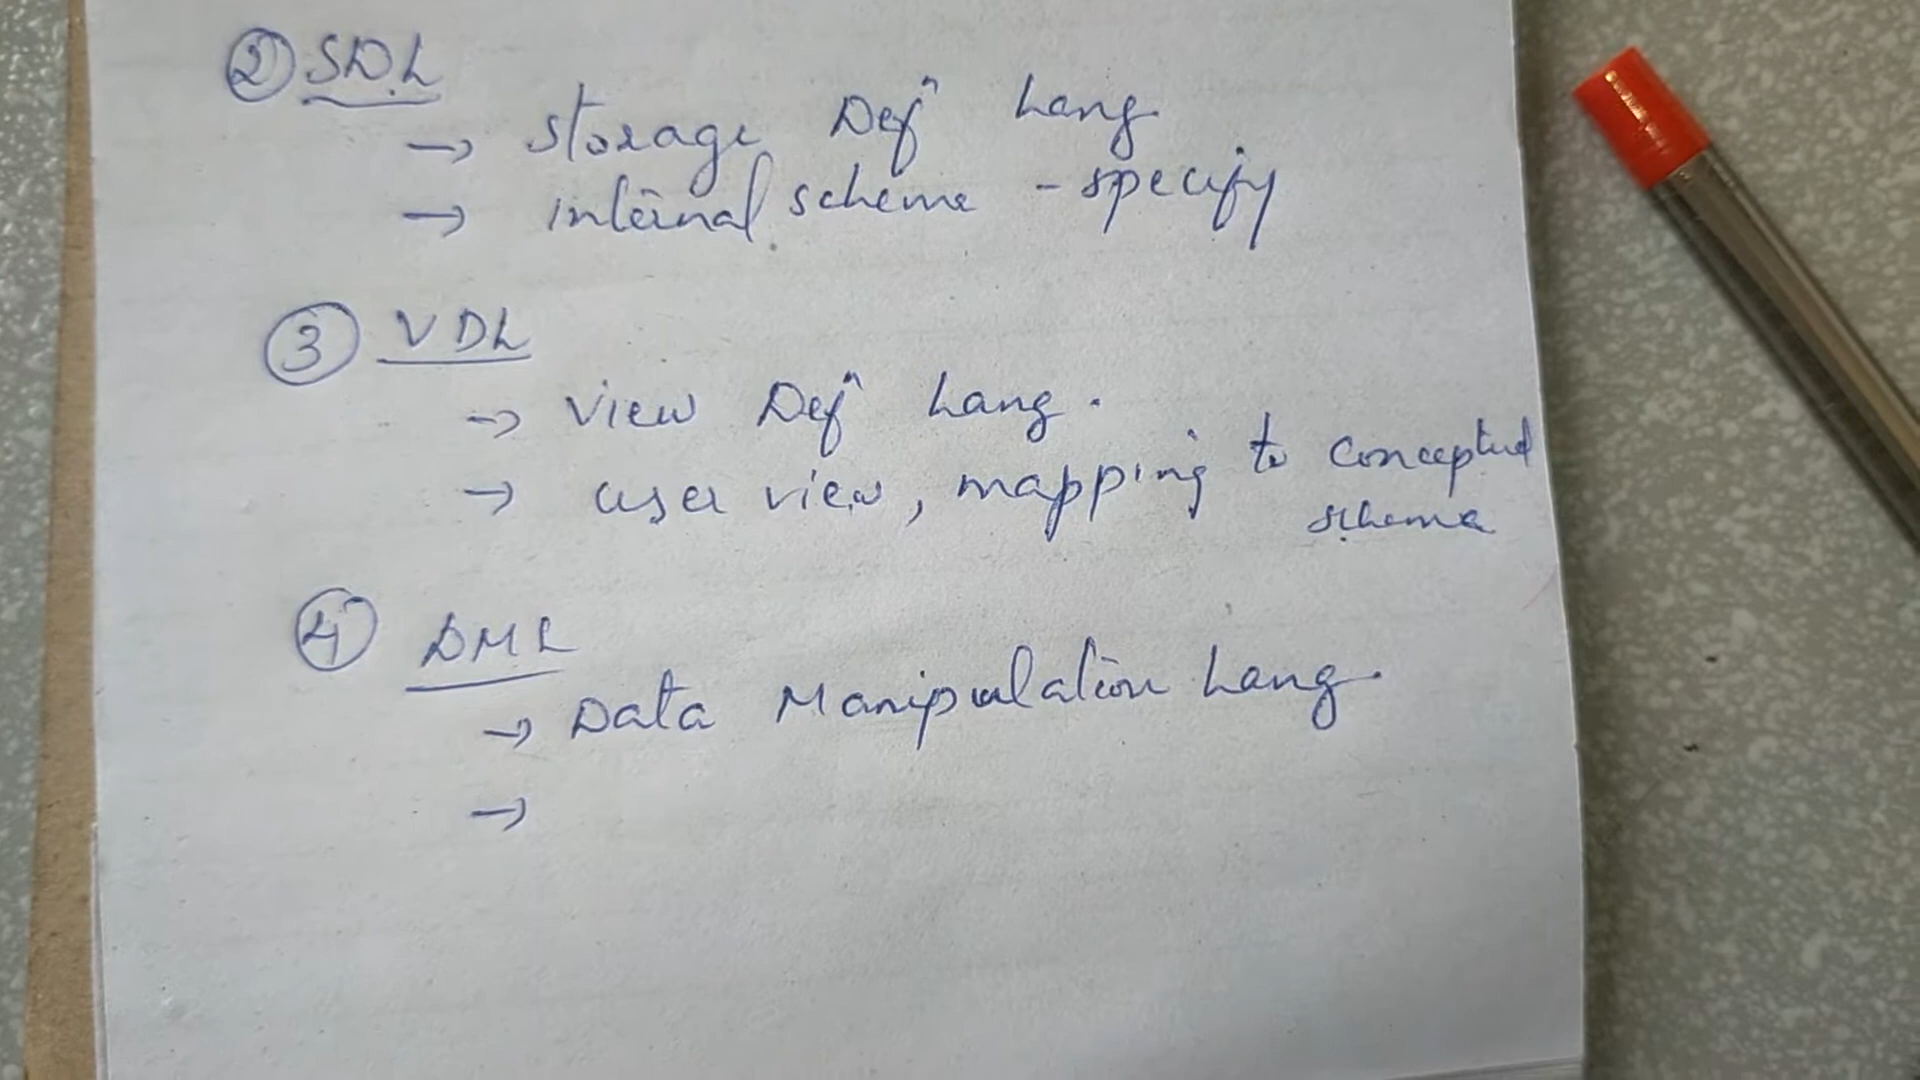 ② SDL
→ Storage Defⁿ Lang.
→ internal scheme - specify
③ VDL
→ View Defⁿ Lang.
→ user view, mapping to conceptual
schema
④ DML
→ Data Manipulation Lang.
→